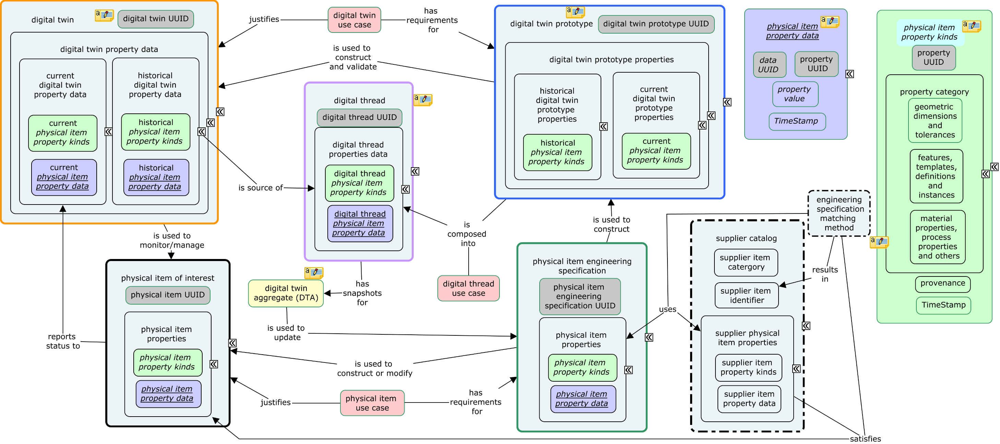 digital twin
digital twin UUID
digital twin property data
current
digital twin
property data
current
physical item
property kinds
current
physical item
property data
historical
digital twin
property data
historical
physical item
property kinds
historical
physical item
property data
justifies
digital twin
use case
has
requirements
for
is used to
construct
and validate
digital thread
digital thread UUID
digital thread
properties data
digital thread
physical item
property kinds
digital thread
physical item
property data
is source of
digital twin prototype
digital twin prototype UUID
digital twin prototype properties
historical
digital twin
prototype
properties
historical
physical item
property kinds
current
digital twin
prototype
properties
current
physical item
property kinds
physical item
property data
data
UUID
property
UUID
property
value
TimeStamp
physical item
property kinds
property
UUID
property category
geometric
dimensions
and
tolerances
features,
templates,
definitions
and
instances
material
properties,
process
properties
and others
provenance
TimeStamp
is used to
monitor/manage
is
composed
into
is used to
construct
engineering
specification
matching
method
physical item of interest
physical item UUID
physical item
properties
physical item
property kinds
physical item
property data
reports
status to
digital twin
aggregate (DTA)
has
snapshots
for
digital thread
use case
is used to
update
is used to
construct or modify
justifies
physical item
use case
has
requirements
for
physical item engineering
specification
physical item
engineering
specification UUID
physical item
properties
physical item
property kinds
physical item
property data
uses
supplier catalog
supplier item
catergory
supplier item
identifier
supplier physical
item properties
supplier item
property kinds
supplier item
property data
results
in
satisfies
a
a
a
a
a
a
a